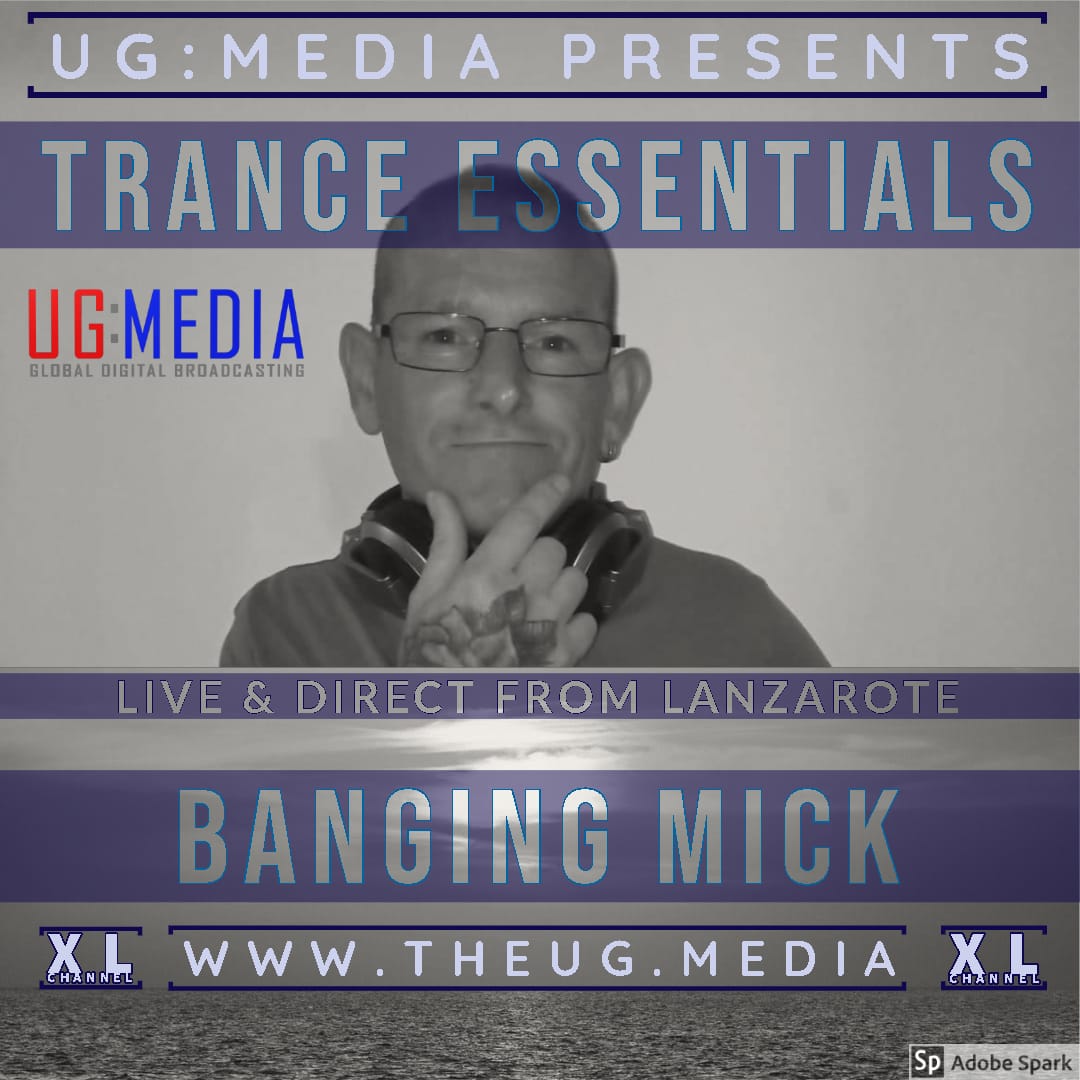 UG:MEDIA PRESENTS
TRANCE ESSENTIALS
UG:MEDIA
GLOBAL DIGITAL BROADCASTING
LIVE & DIRECT FROM LANZAROTE
BANGING MICK
XL
CHANNEL
WWW.THEUG.MEDIA
XL
CHANNEL
Sp Adobe Spark